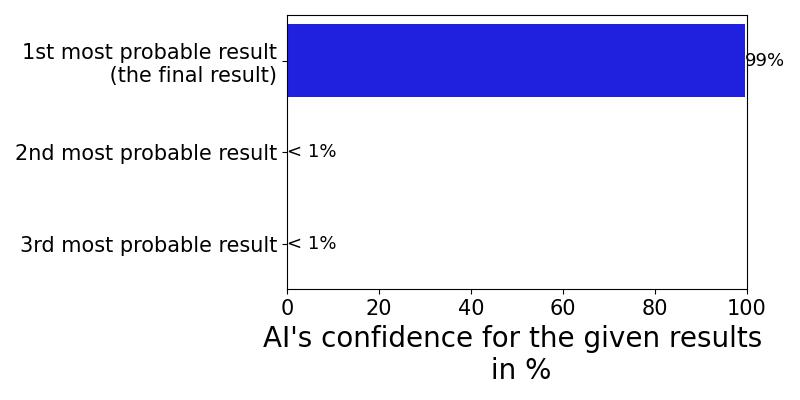 1st most probable result
(the final result)
99%
2nd most probable result
< 1%
3rd most probable result
< 1%
0 20 40 60 80 100
AI's confidence for the given results
in %